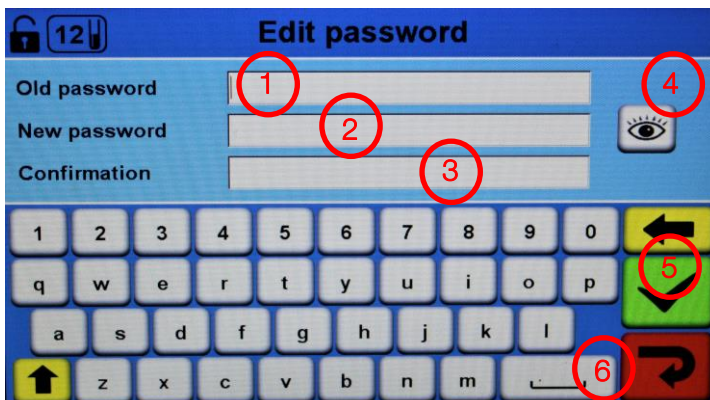 12 Edit password
Old password 1 4
New password 2
Confirmation 3
1 2 3 4 5 6 7 8 9 0
q w e r t y u i o p 5
a s d f g h j k l
z x c v b n m 6